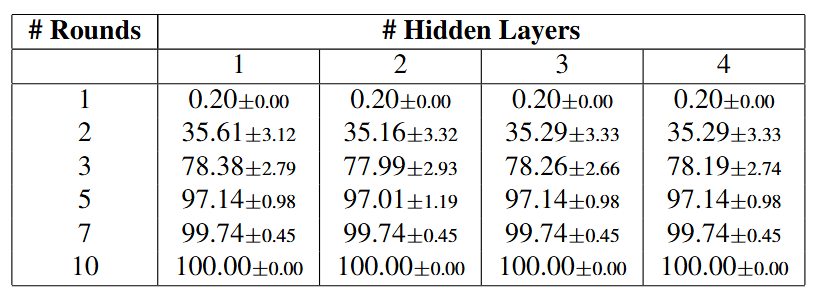 # Rounds # Hidden Layers
1 2 3 4
1 0.20±0.00 0.20±0.00 0.20±0.00 0.20±0.00
2 35.61±3.12 35.16±3.32 35.29±3.33 35.29±3.33
3 78.38±2.79 77.99±2.93 78.26±2.66 78.19±2.74
5 97.14±0.98 97.01±1.19 97.14±0.98 97.14±0.98
7 99.74±0.45 99.74±0.45 99.74±0.45 99.74±0.45
10 100.00±0.00 100.00±0.00 100.00±0.00 100.00±0.00